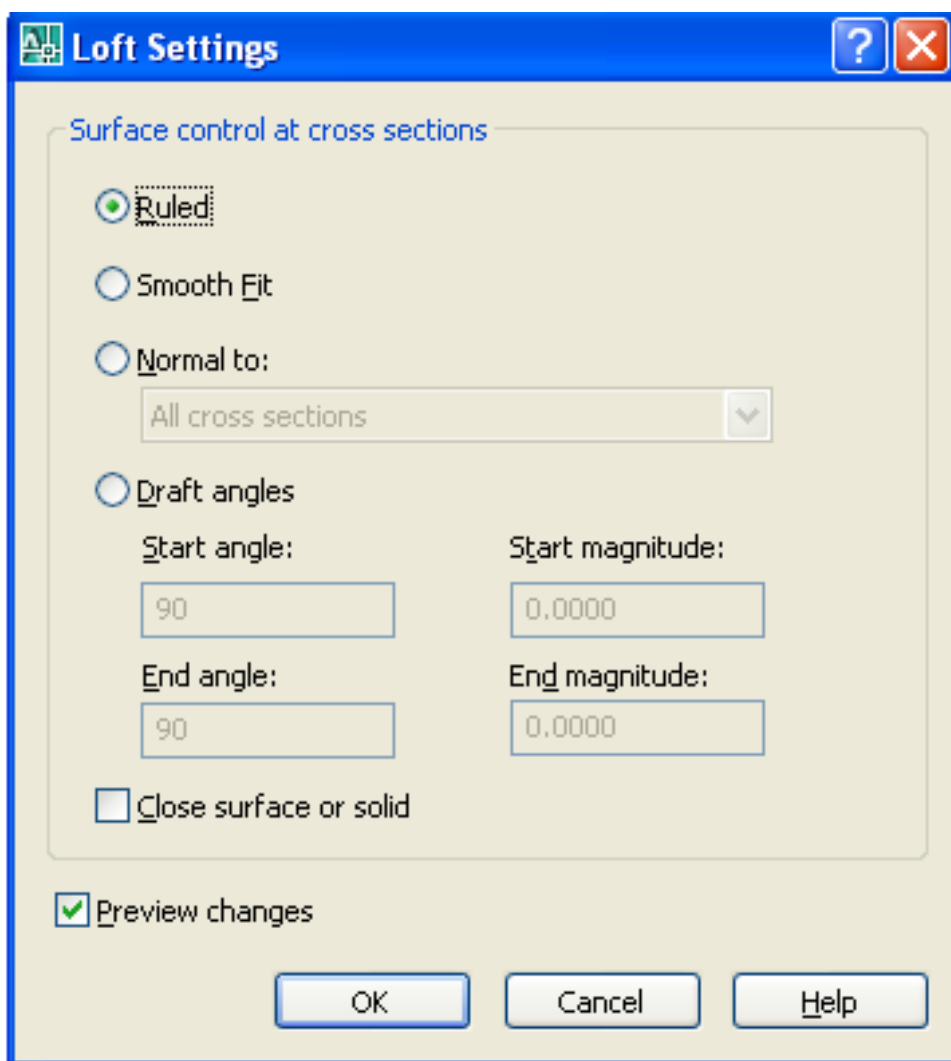 Loft Settings
Surface control at cross sections
Ruled
Smooth Fit
Normal to:
All cross sections
Draft angles
Start angle: Start magnitude:
90 0.0000
End angle: End magnitude:
90 0.0000
Close surface or solid
Preview changes
OK Cancel Help